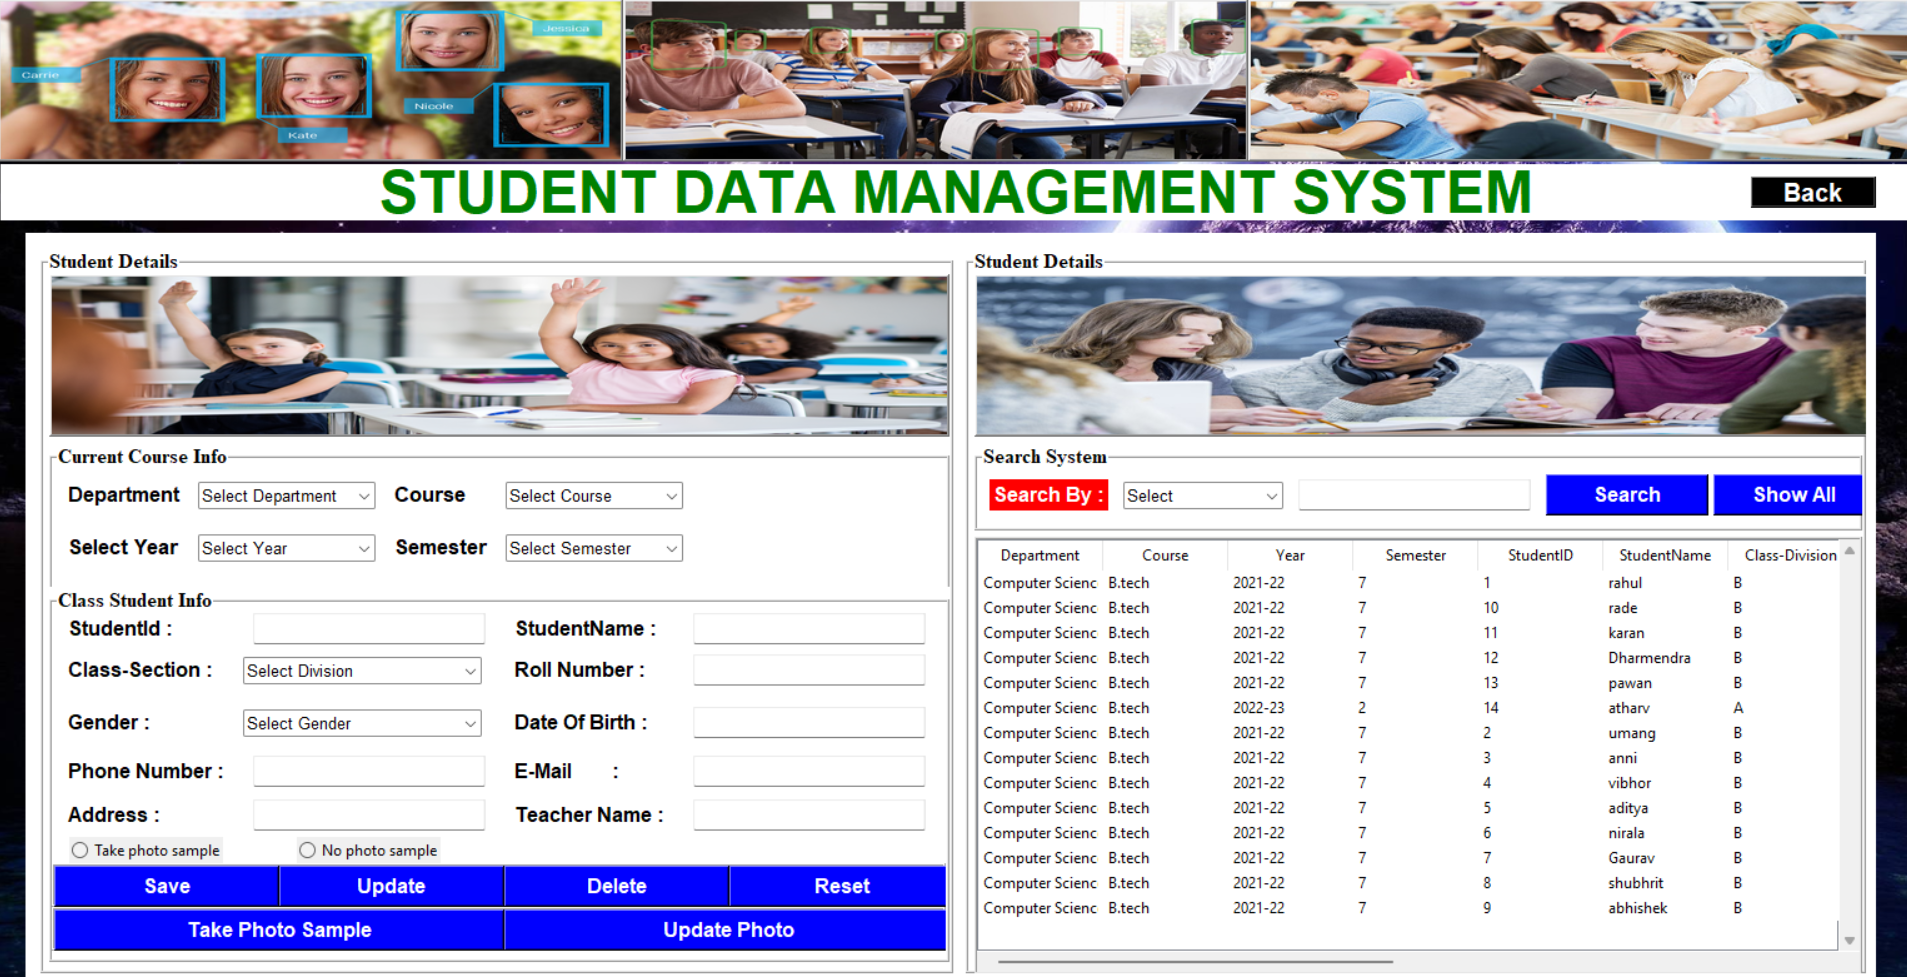 Jessica
Carrie
Nicole
Kate
STUDENT DATA MANAGEMENT SYSTEM
Back
Student Details
Current Course Info
Department Select Department Course Select Course
Select Year Select Year Semester Select Semester
Class Student Info
StudentId : StudentName :
Class-Section : Select Division Roll Number :
Gender : Select Gender Date Of Birth :
Phone Number : E-Mail :
Address : Teacher Name :
Take photo sample No photo sample
Save Update Delete Reset
Take Photo Sample Update Photo
Student Details
Search System
Search By : Select Search Show All
Department Course Year Semester StudentID StudentName Class-Division
Computer Scienc B.tech 2021-22 7 1 rahul B
Computer Scienc B.tech 2021-22 7 10 rade B
Computer Scienc B.tech 2021-22 7 11 karan B
Computer Scienc B.tech 2021-22 7 12 Dharmendra B
Computer Scienc B.tech 2021-22 7 13 pawan B
Computer Scienc B.tech 2022-23 2 14 atharv A
Computer Scienc B.tech 2021-22 7 2 umang B
Computer Scienc B.tech 2021-22 7 3 anni B
Computer Scienc B.tech 2021-22 7 4 vibhor B
Computer Scienc B.tech 2021-22 7 5 aditya B
Computer Scienc B.tech 2021-22 7 6 nirala B
Computer Scienc B.tech 2021-22 7 7 Gaurav B
Computer Scienc B.tech 2021-22 7 8 shubhrit B
Computer Scienc B.tech 2021-22 7 9 abhishek B